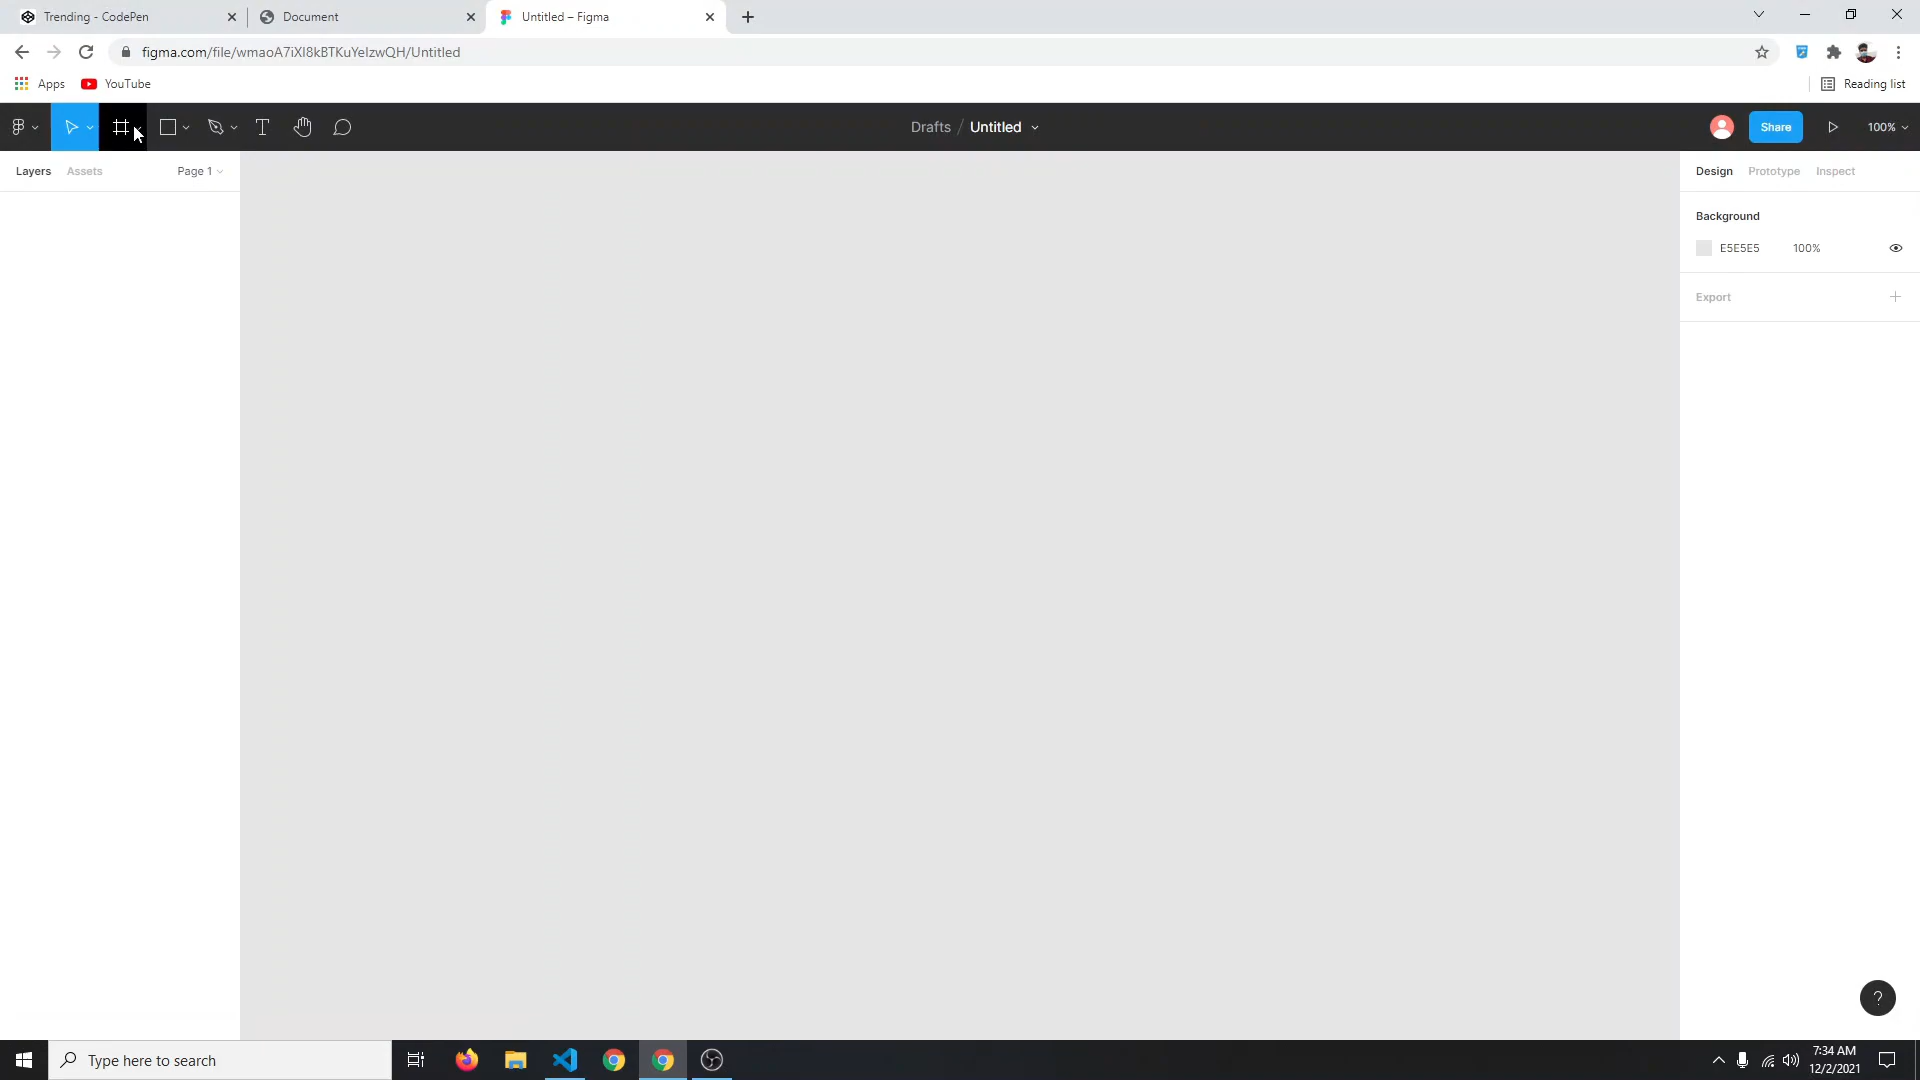 Trending - CodePen
Document
Untitled – Figma
figma.com/file/wmaoA7iXI8kBTKuYeIzwQH/Untitled
Apps
YouTube
Reading list
Drafts / Untitled
Share
100%
Layers
Assets
Page 1
Design
Prototype
Inspect
Background
E5E5E5
100%
Export
?
Type here to search
7:34 AM
12/2/2021